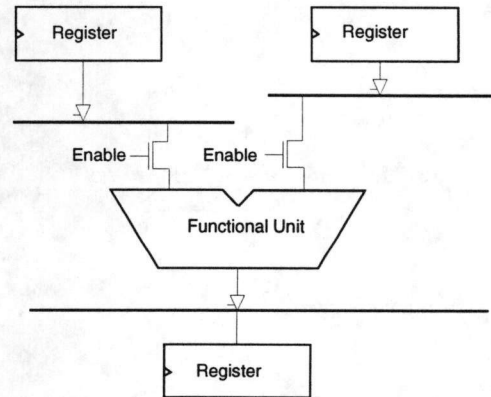 Register
Register
Enable
Enable
Functional Unit
Register